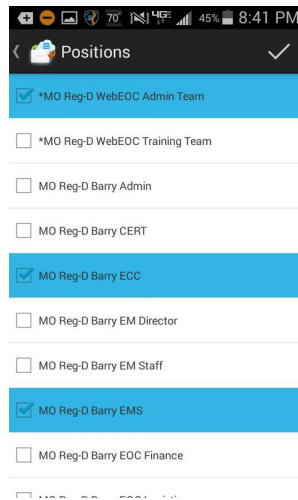 70° 4G 45% 8:41 PM
Positions
*MO Reg-D WebEOC Admin Team
*MO Reg-D WebEOC Training Team
MO Reg-D Barry Admin
MO Reg-D Barry CERT
MO Reg-D Barry ECC
MO Reg-D Barry EM Director
MO Reg-D Barry EM Staff
MO Reg-D Barry EMS
MO Reg-D Barry EOC Finance